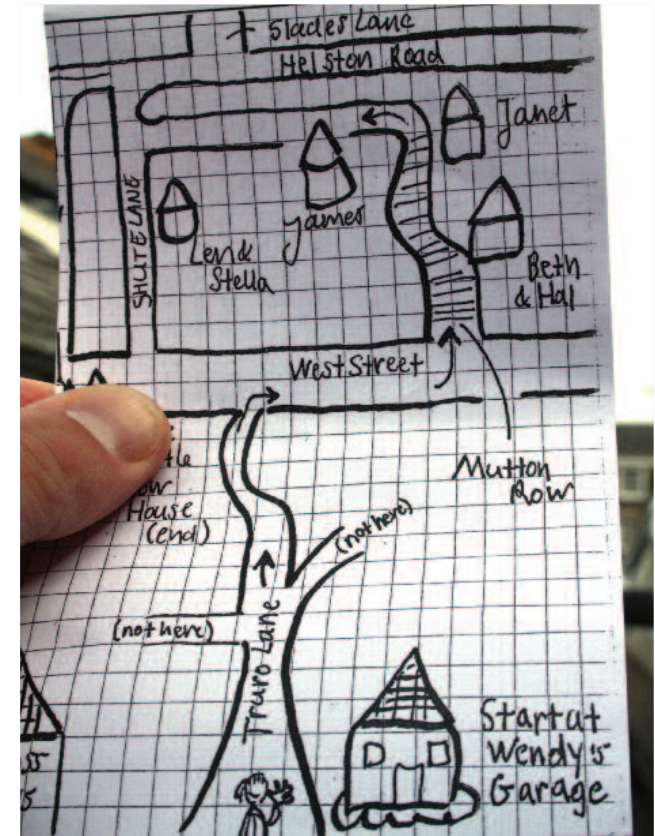 Slades Lane
Helston Road
Janet
SHUTE LANE
James
Len &
Stella
Beth
& Hal
West Street
Mutton
Row
House
(end)
(not here)
(not here)
Truro Lane
Start at
Wendy's
Garage